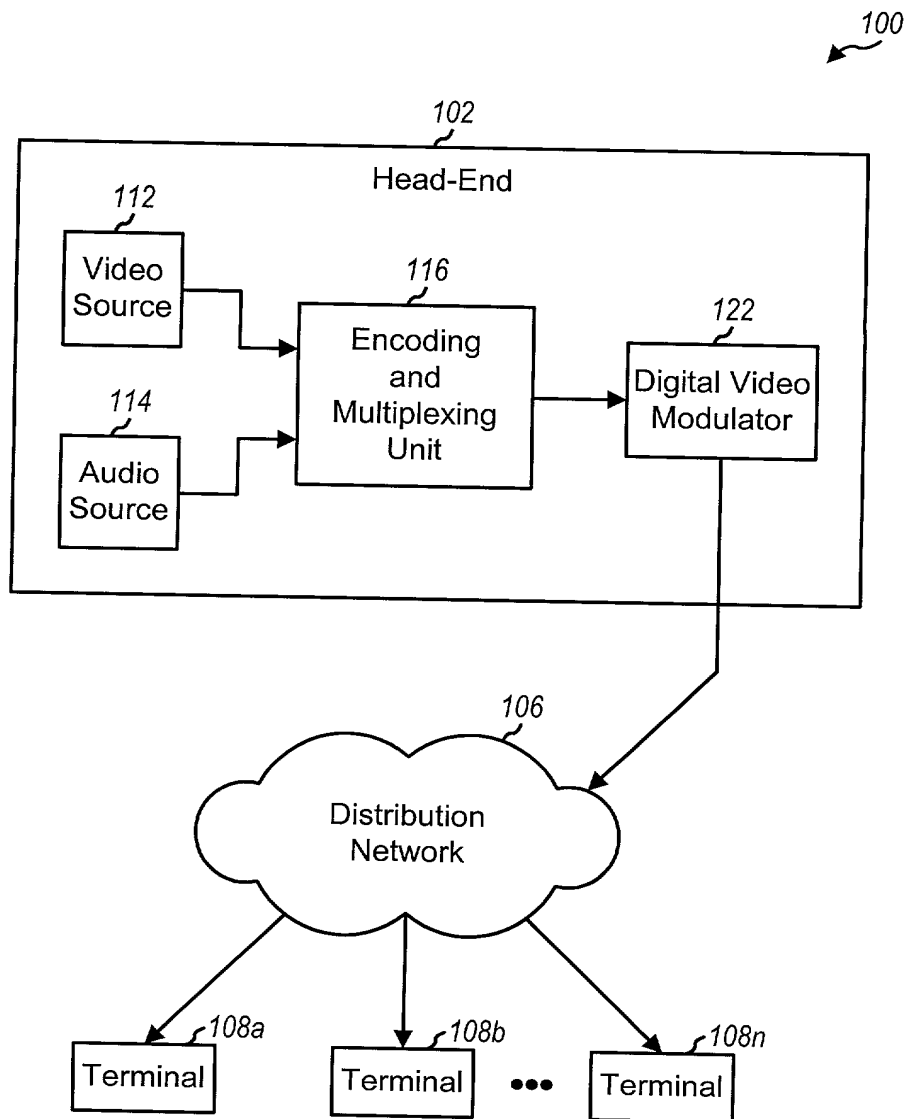 100
102
Head-End
112
Video
Source
116
Encoding
and
Multiplexing
Unit
122
Digital Video
Modulator
114
Audio
Source
106
Distribution
Network
108a
Terminal
108b
Terminal
•••
108n
Terminal